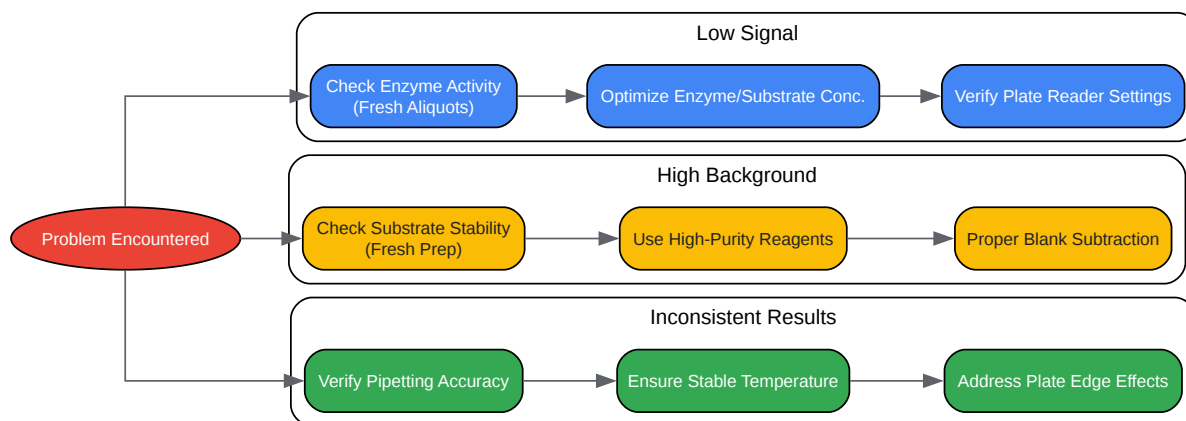 Low Signal
Check Enzyme Activity
(Fresh Aliquots)
Optimize Enzyme/Substrate Conc.
Verify Plate Reader Settings
High Background
Problem Encountered
Check Substrate Stability
(Fresh Prep)
Use High-Purity Reagents
Proper Blank Subtraction
Inconsistent Results
Verify Pipetting Accuracy
Ensure Stable Temperature
Address Plate Edge Effects